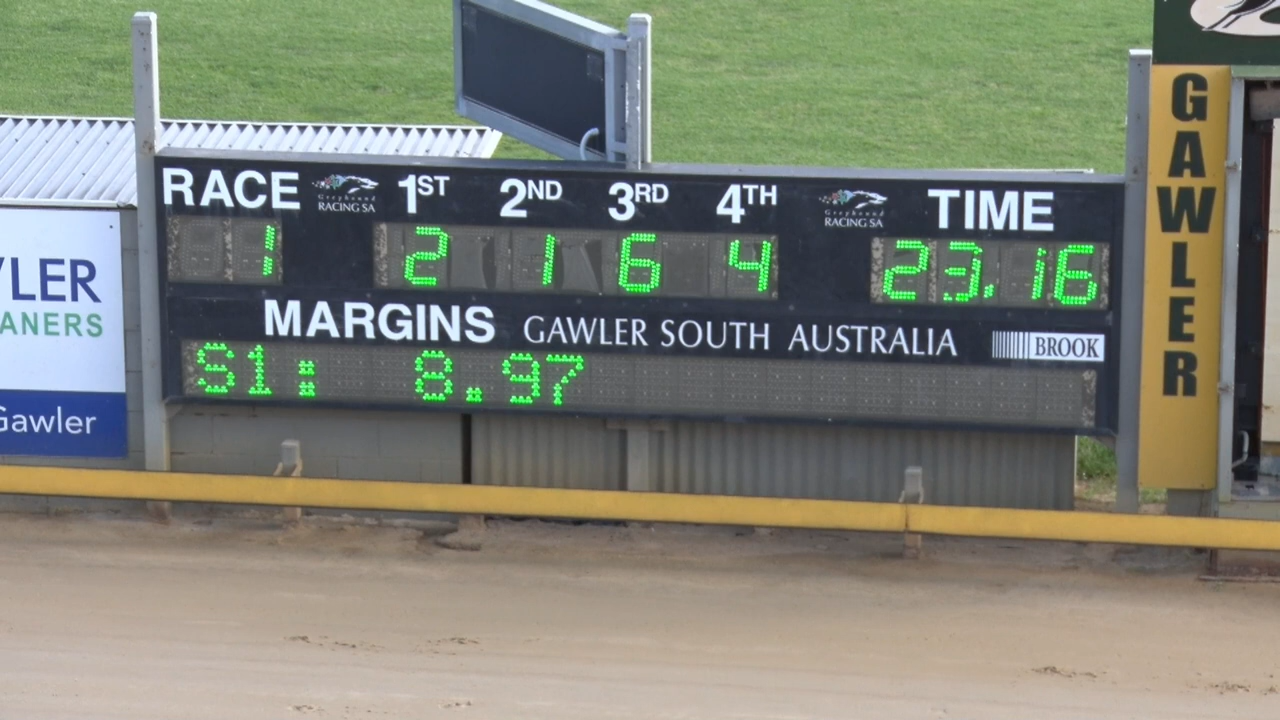 RACE 1ST 2ND 3RD 4TH TIME
Greyhound RACING SA Greyhound RACING SA
1 2 1 6 4 23.16
MARGINS GAWLER SOUTH AUSTRALIA BROOK
S1: 8.97
GAWLER
LER
ANERS
Gawler